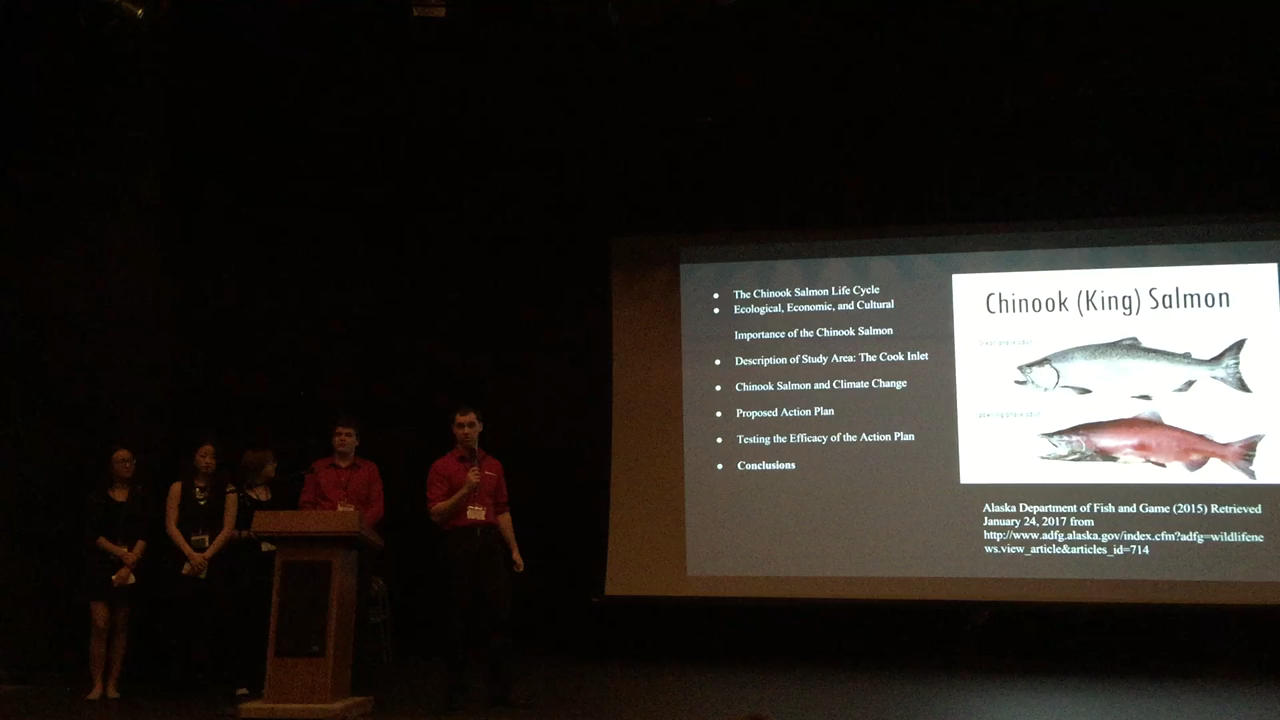 The Chinook Salmon Life Cycle
Ecological, Economic, and Cultural
Importance of the Chinook Salmon
Description of Study Area: The Cook Inlet
Chinook Salmon and Climate Change
Proposed Action Plan
Testing the Efficacy of the Action Plan
Conclusions
Chinook (King) Salmon
Alaska Department of Fish and Game (2015) Retrieved
January 24, 2017 from
http://www.adfg.alaska.gov/index.cfm?adfg=wildlifene
ws.view_article&articles_id=714